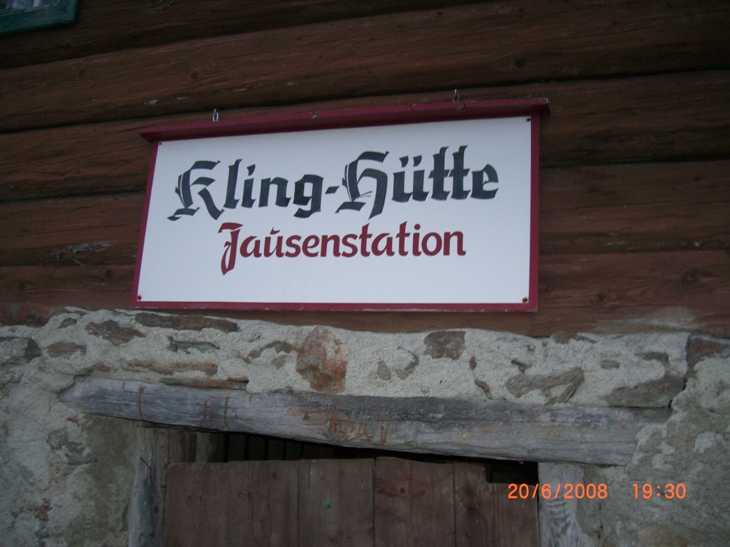 Kling-Hütte
Jausenstation
20/6/2008 19:30